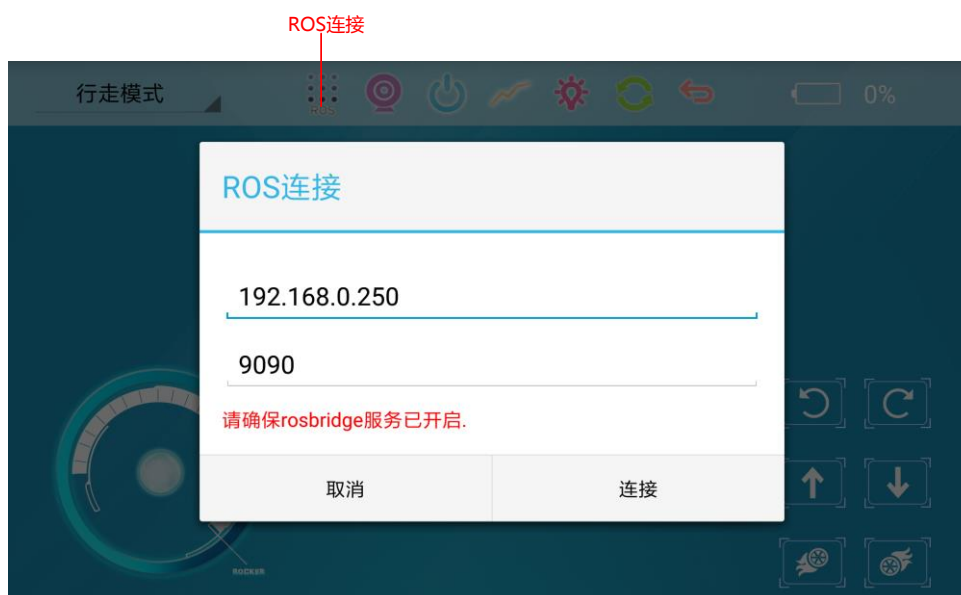 ROS连接
行走模式
ROS
0%
ROS连接
192.168.0.250
9090
请确保rosbridge服务已开启.
取消
连接
ROCKER